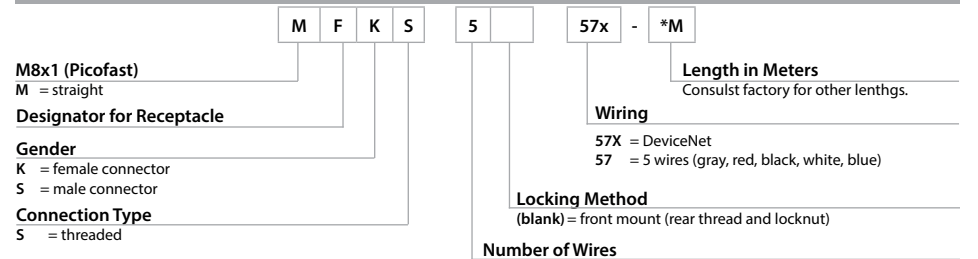 M F K S 5 57x - *M
M8x1 (Picofast)
M = straight
Designator for Receptacle
Gender
K = female connector
S = male connector
Connection Type
S = threaded
Length in Meters
Consulst factory for other lenthgs.
Wiring
57X = DeviceNet
57 = 5 wires (gray, red, black, white, blue)
Locking Method
(blank) = front mount (rear thread and locknut)
Number of Wires